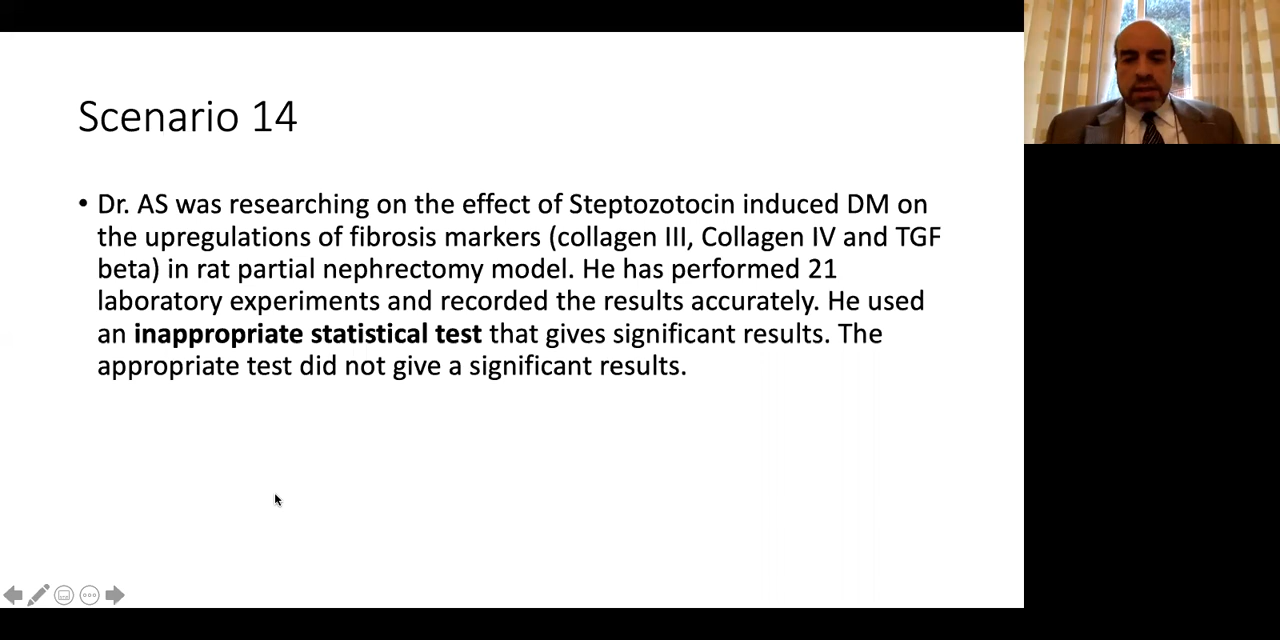 Scenario 14
• Dr. AS was researching on the effect of Steptozotocin induced DM on
the upregulations of fibrosis markers (collagen III, Collagen IV and TGF
beta) in rat partial nephrectomy model. He has performed 21
laboratory experiments and recorded the results accurately. He used
an inappropriate statistical test that gives significant results. The
appropriate test did not give a significant results.